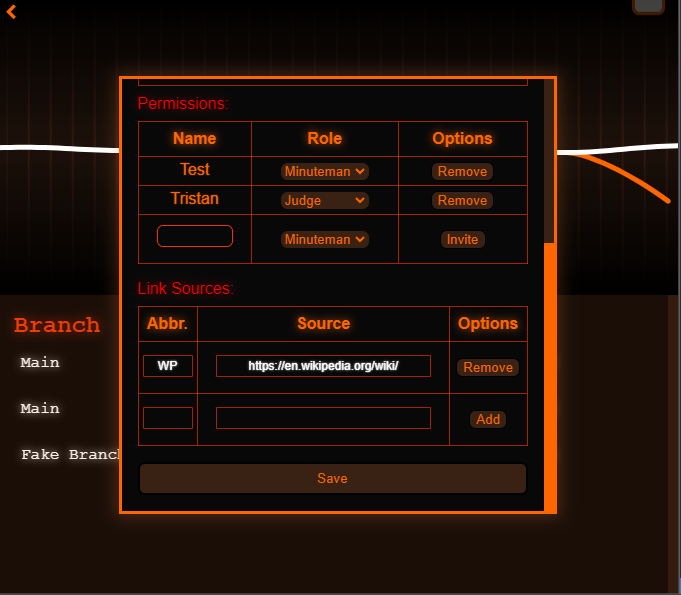 Permissions:
Name Role Options
Test Minuteman Remove
Tristan Judge Remove
Minuteman Invite
Link Sources:
Abbr. Source Options
WP https://en.wikipedia.org/wiki/ Remove
Add
Save
Branch
Main
Main
Fake Branch